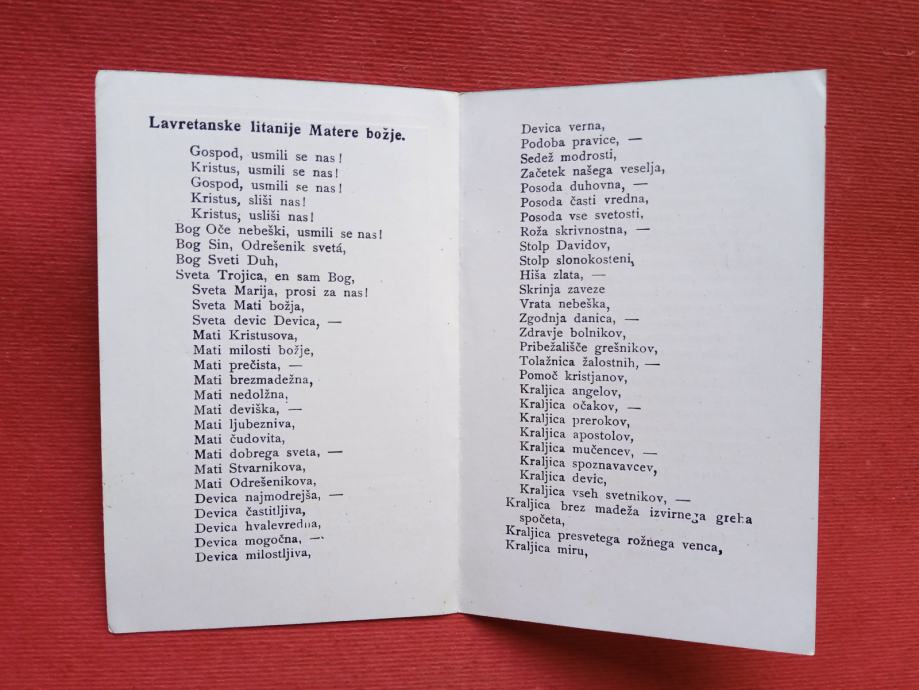 Lavretanske litanije Matere božje.
Gospod, usmili se nas!
Kristus, usmili se nas!
Gospod, usmili se nas!
Kristus, sliši nas!
Kristus, usliši nas!
Bog Oče nebeški, usmili se nas!
Bog Sin, Odrešenik svetá,
Bog Sveti Duh,
Sveta Trojica, en sam Bog,
Sveta Marija, prosi za nas!
Sveta Mati božja,
Sveta devic Devica, —
Mati Kristusova,
Mati milosti božje,
Mati prečista, —
Mati brezmadežna,
Mati nedolžna,
Mati deviška, —
Mati ljubezniva,
Mati čudovita,
Mati dobrega sveta, —
Mati Stvarnikova,
Mati Odrešenikova,
Devica najmodrejša, —
Devica častitljiva,
Devica hvalevredna,
Devica mogočna, —
Devica milostljiva,
Devica verna,
Podoba pravice, —
Sedež modrosti,
Začetek našega veselja,
Posoda duhovna, —
Posoda časti vredna,
Posoda vse svetosti,
Roža skrivnostna, —
Stolp Davidov,
Stolp slonokosteni,
Hiša zlata, —
Skrinja zaveze
Vrata nebeška,
Zgodnja danica, —
Zdravje bolnikov,
Pribežališče grešnikov,
Tolažnica žalostnih, —
Pomoč kristjanov,
Kraljica angelov,
Kraljica očakov, —
Kraljica prerokov,
Kraljica apostolov,
Kraljica mučencev, —
Kraljica spoznavavcev,
Kraljica devic,
Kraljica vseh svetnikov, —
Kraljica brez madeža izvirnega greha
spočeta,
Kraljica presvetega rožnega venca,
Kraljica miru,